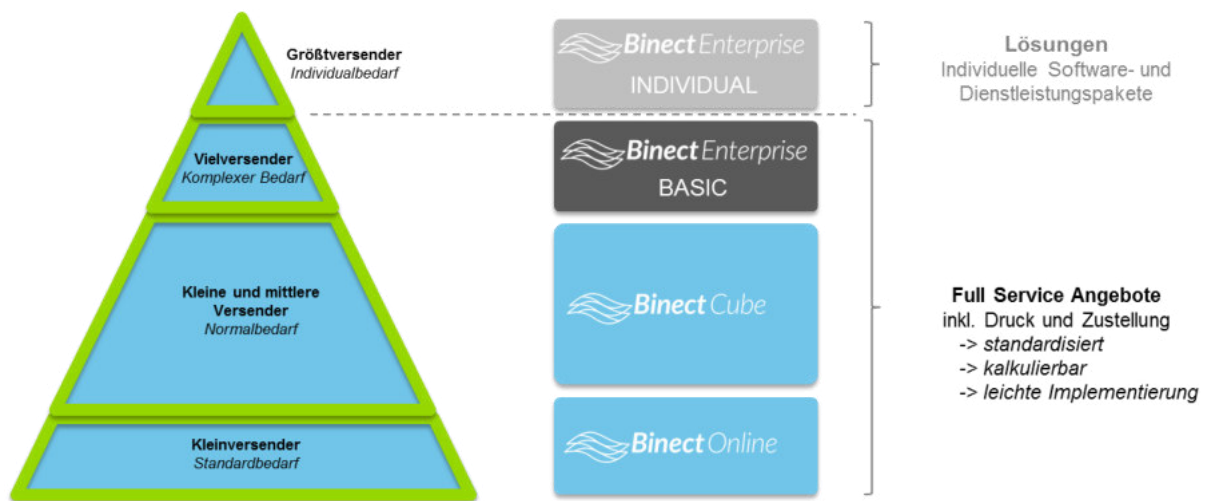 Größtversender
Individualbedarf
Binect Enterprise
INDIVIDUAL
Lösungen
Individuelle Software- und
Dienstleistungspakete
Vielversender
Komplexer Bedarf
Binect Enterprise
BASIC
Kleine und mittlere
Versender
Normalbedarf
Binect Cube
Full Service Angebote
inkl. Druck und Zustellung
-> standardisiert
-> kalkulierbar
-> leichte Implementierung
Kleinversender
Standardbedarf
Binect Online